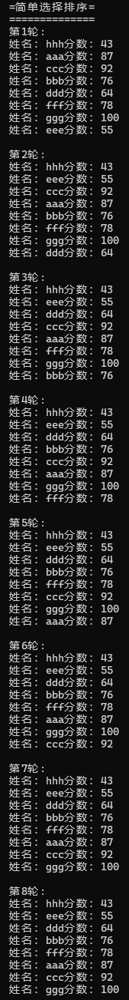 =简单选择排序=
==============
第1轮:
姓名: hhh分数: 43
姓名: aaa分数: 87
姓名: ccc分数: 92
姓名: bbb分数: 76
姓名: ddd分数: 64
姓名: fff分数: 78
姓名: ggg分数: 100
姓名: eee分数: 55
第2轮:
姓名: hhh分数: 43
姓名: eee分数: 55
姓名: ccc分数: 92
姓名: aaa分数: 87
姓名: bbb分数: 76
姓名: fff分数: 78
姓名: ggg分数: 100
姓名: ddd分数: 64
第3轮:
姓名: hhh分数: 43
姓名: eee分数: 55
姓名: ddd分数: 64
姓名: ccc分数: 92
姓名: aaa分数: 87
姓名: fff分数: 78
姓名: ggg分数: 100
姓名: bbb分数: 76
第4轮:
姓名: hhh分数: 43
姓名: eee分数: 55
姓名: ddd分数: 64
姓名: bbb分数: 76
姓名: ccc分数: 92
姓名: aaa分数: 87
姓名: ggg分数: 100
姓名: fff分数: 78
第5轮:
姓名: hhh分数: 43
姓名: eee分数: 55
姓名: ddd分数: 64
姓名: bbb分数: 76
姓名: fff分数: 78
姓名: ccc分数: 92
姓名: ggg分数: 100
姓名: aaa分数: 87
第6轮:
姓名: hhh分数: 43
姓名: eee分数: 55
姓名: ddd分数: 64
姓名: bbb分数: 76
姓名: fff分数: 78
姓名: aaa分数: 87
姓名: ggg分数: 100
姓名: ccc分数: 92
第7轮:
姓名: hhh分数: 43
姓名: eee分数: 55
姓名: ddd分数: 64
姓名: bbb分数: 76
姓名: fff分数: 78
姓名: aaa分数: 87
姓名: ccc分数: 92
姓名: ggg分数: 100
第8轮:
姓名: hhh分数: 43
姓名: eee分数: 55
姓名: ddd分数: 64
姓名: bbb分数: 76
姓名: fff分数: 78
姓名: aaa分数: 87
姓名: ccc分数: 92
姓名: ggg分数: 100